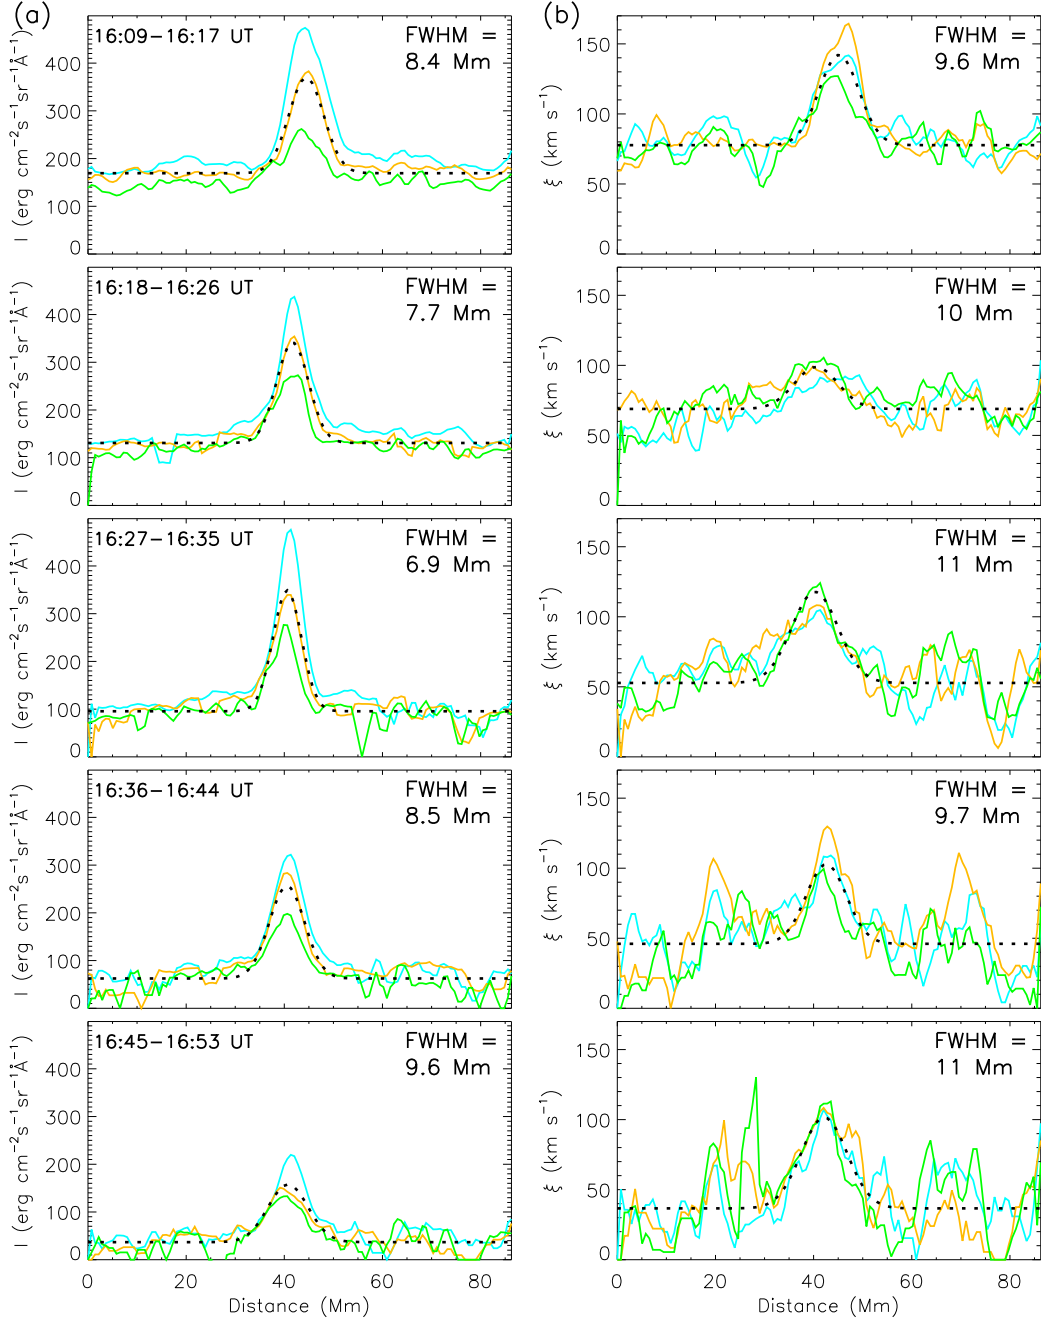 (a)
16:09−16:17 UT
FWHM =
8.4 Mm
400
300
200
100
0
I (erg cm⁻²s⁻¹sr⁻¹Å⁻¹)
(b)
FWHM =
9.6 Mm
150
100
50
0
ξ (km s⁻¹)
16:18−16:26 UT
FWHM =
7.7 Mm
400
300
200
100
0
I (erg cm⁻²s⁻¹sr⁻¹Å⁻¹)
FWHM =
10 Mm
150
100
50
0
ξ (km s⁻¹)
16:27−16:35 UT
FWHM =
6.9 Mm
400
300
200
100
0
I (erg cm⁻²s⁻¹sr⁻¹Å⁻¹)
FWHM =
11 Mm
150
100
50
0
ξ (km s⁻¹)
16:36−16:44 UT
FWHM =
8.5 Mm
400
300
200
100
0
I (erg cm⁻²s⁻¹sr⁻¹Å⁻¹)
FWHM =
9.7 Mm
150
100
50
0
ξ (km s⁻¹)
16:45−16:53 UT
FWHM =
9.6 Mm
400
300
200
100
0
I (erg cm⁻²s⁻¹sr⁻¹Å⁻¹)
0 20 40 60 80
Distance (Mm)
FWHM =
11 Mm
150
100
50
0
ξ (km s⁻¹)
0 20 40 60 80
Distance (Mm)